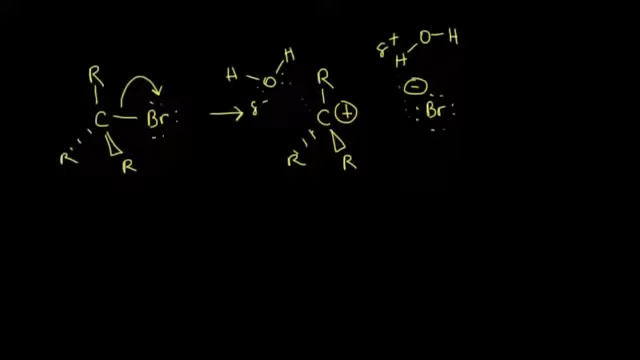 R
C — Br
R R
→
H H
O
δ−
R
C +
R R
δ+
H O — H
−
Br